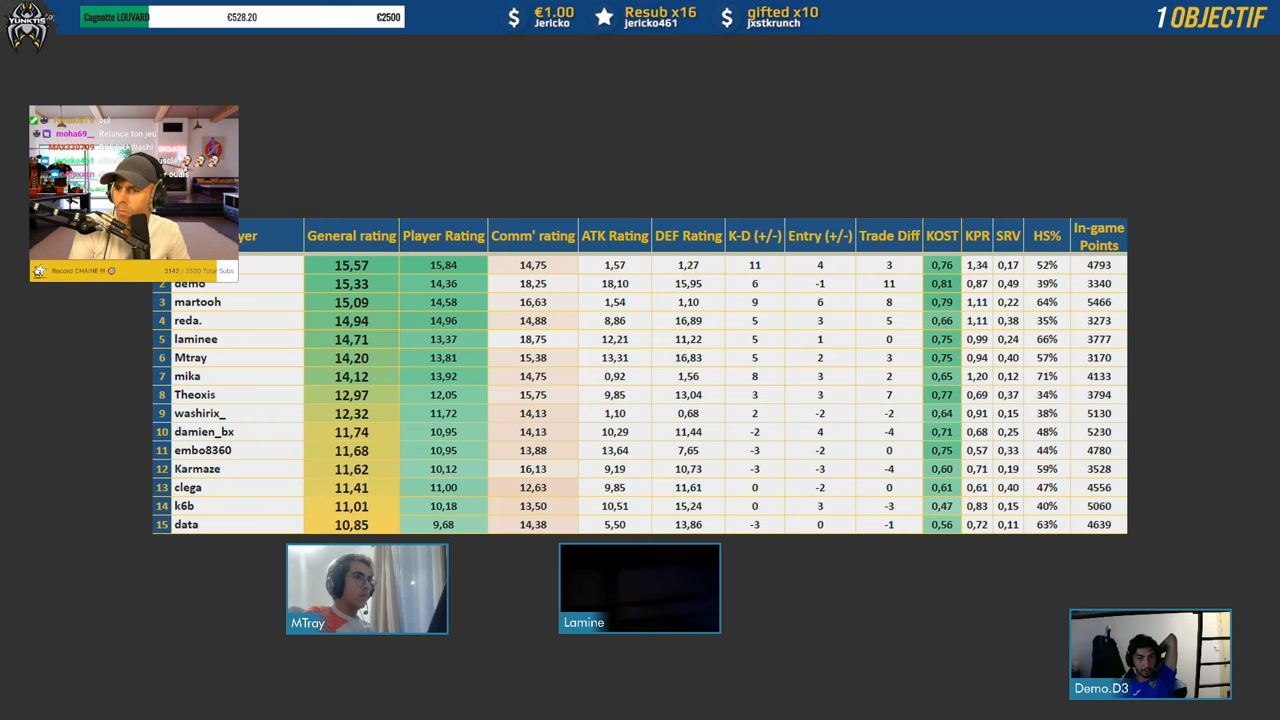 YUNKTIS
Cagnotte LOUVARD €528.20 €2500
€1.00
Jericko
Resub x16
jericko461
gifted x10
jxstkrunch
1 OBJECTIF
oui
moha69__ Relance ton jeu
Washi
jericko461
ouais
Record CHAINE !!! 3142 / 3500 Total Subs
yer General rating Player Rating Comm' rating ATK Rating DEF Rating K-D (+/-) Entry (+/-) Trade Diff KOST KPR SRV HS% In-game Points
15,57 15,84 14,75 1,57 1,27 11 4 3 0,76 1,34 0,17 52% 4793
2 demo 15,33 14,36 18,25 18,10 15,95 6 -1 11 0,81 0,87 0,49 39% 3340
3 martooh 15,09 14,58 16,63 1,54 1,10 9 6 8 0,79 1,11 0,22 64% 5466
4 reda. 14,94 14,96 14,88 8,86 16,89 5 3 5 0,66 1,11 0,38 35% 3273
5 laminee 14,71 13,37 18,75 12,21 11,22 5 1 0 0,75 0,99 0,24 66% 3777
6 Mtray 14,20 13,81 15,38 13,31 16,83 5 2 3 0,75 0,94 0,40 57% 3170
7 mika 14,12 13,92 14,75 0,92 1,56 8 3 2 0,65 1,20 0,12 71% 4133
8 Theoxis 12,97 12,05 15,75 9,85 13,04 3 3 7 0,77 0,69 0,37 34% 3794
9 washirix_ 12,32 11,72 14,13 1,10 0,68 2 -2 -2 0,64 0,91 0,15 38% 5130
10 damien_bx 11,74 10,95 14,13 10,29 11,44 -2 4 -4 0,71 0,68 0,25 48% 5230
11 embo8360 11,68 10,95 13,88 13,64 7,65 -3 -2 0 0,75 0,57 0,33 44% 4780
12 Karmaze 11,62 10,12 16,13 9,19 10,73 -3 -3 -4 0,60 0,71 0,19 59% 3528
13 clega 11,41 11,00 12,63 9,85 11,61 0 -2 0 0,61 0,61 0,40 47% 4556
14 k6b 11,01 10,18 13,50 10,51 15,24 0 3 -3 0,47 0,83 0,15 40% 5060
15 data 10,85 9,68 14,38 5,50 13,86 -3 0 -1 0,56 0,72 0,11 63% 4639
MTray
Lamine
Demo.D3